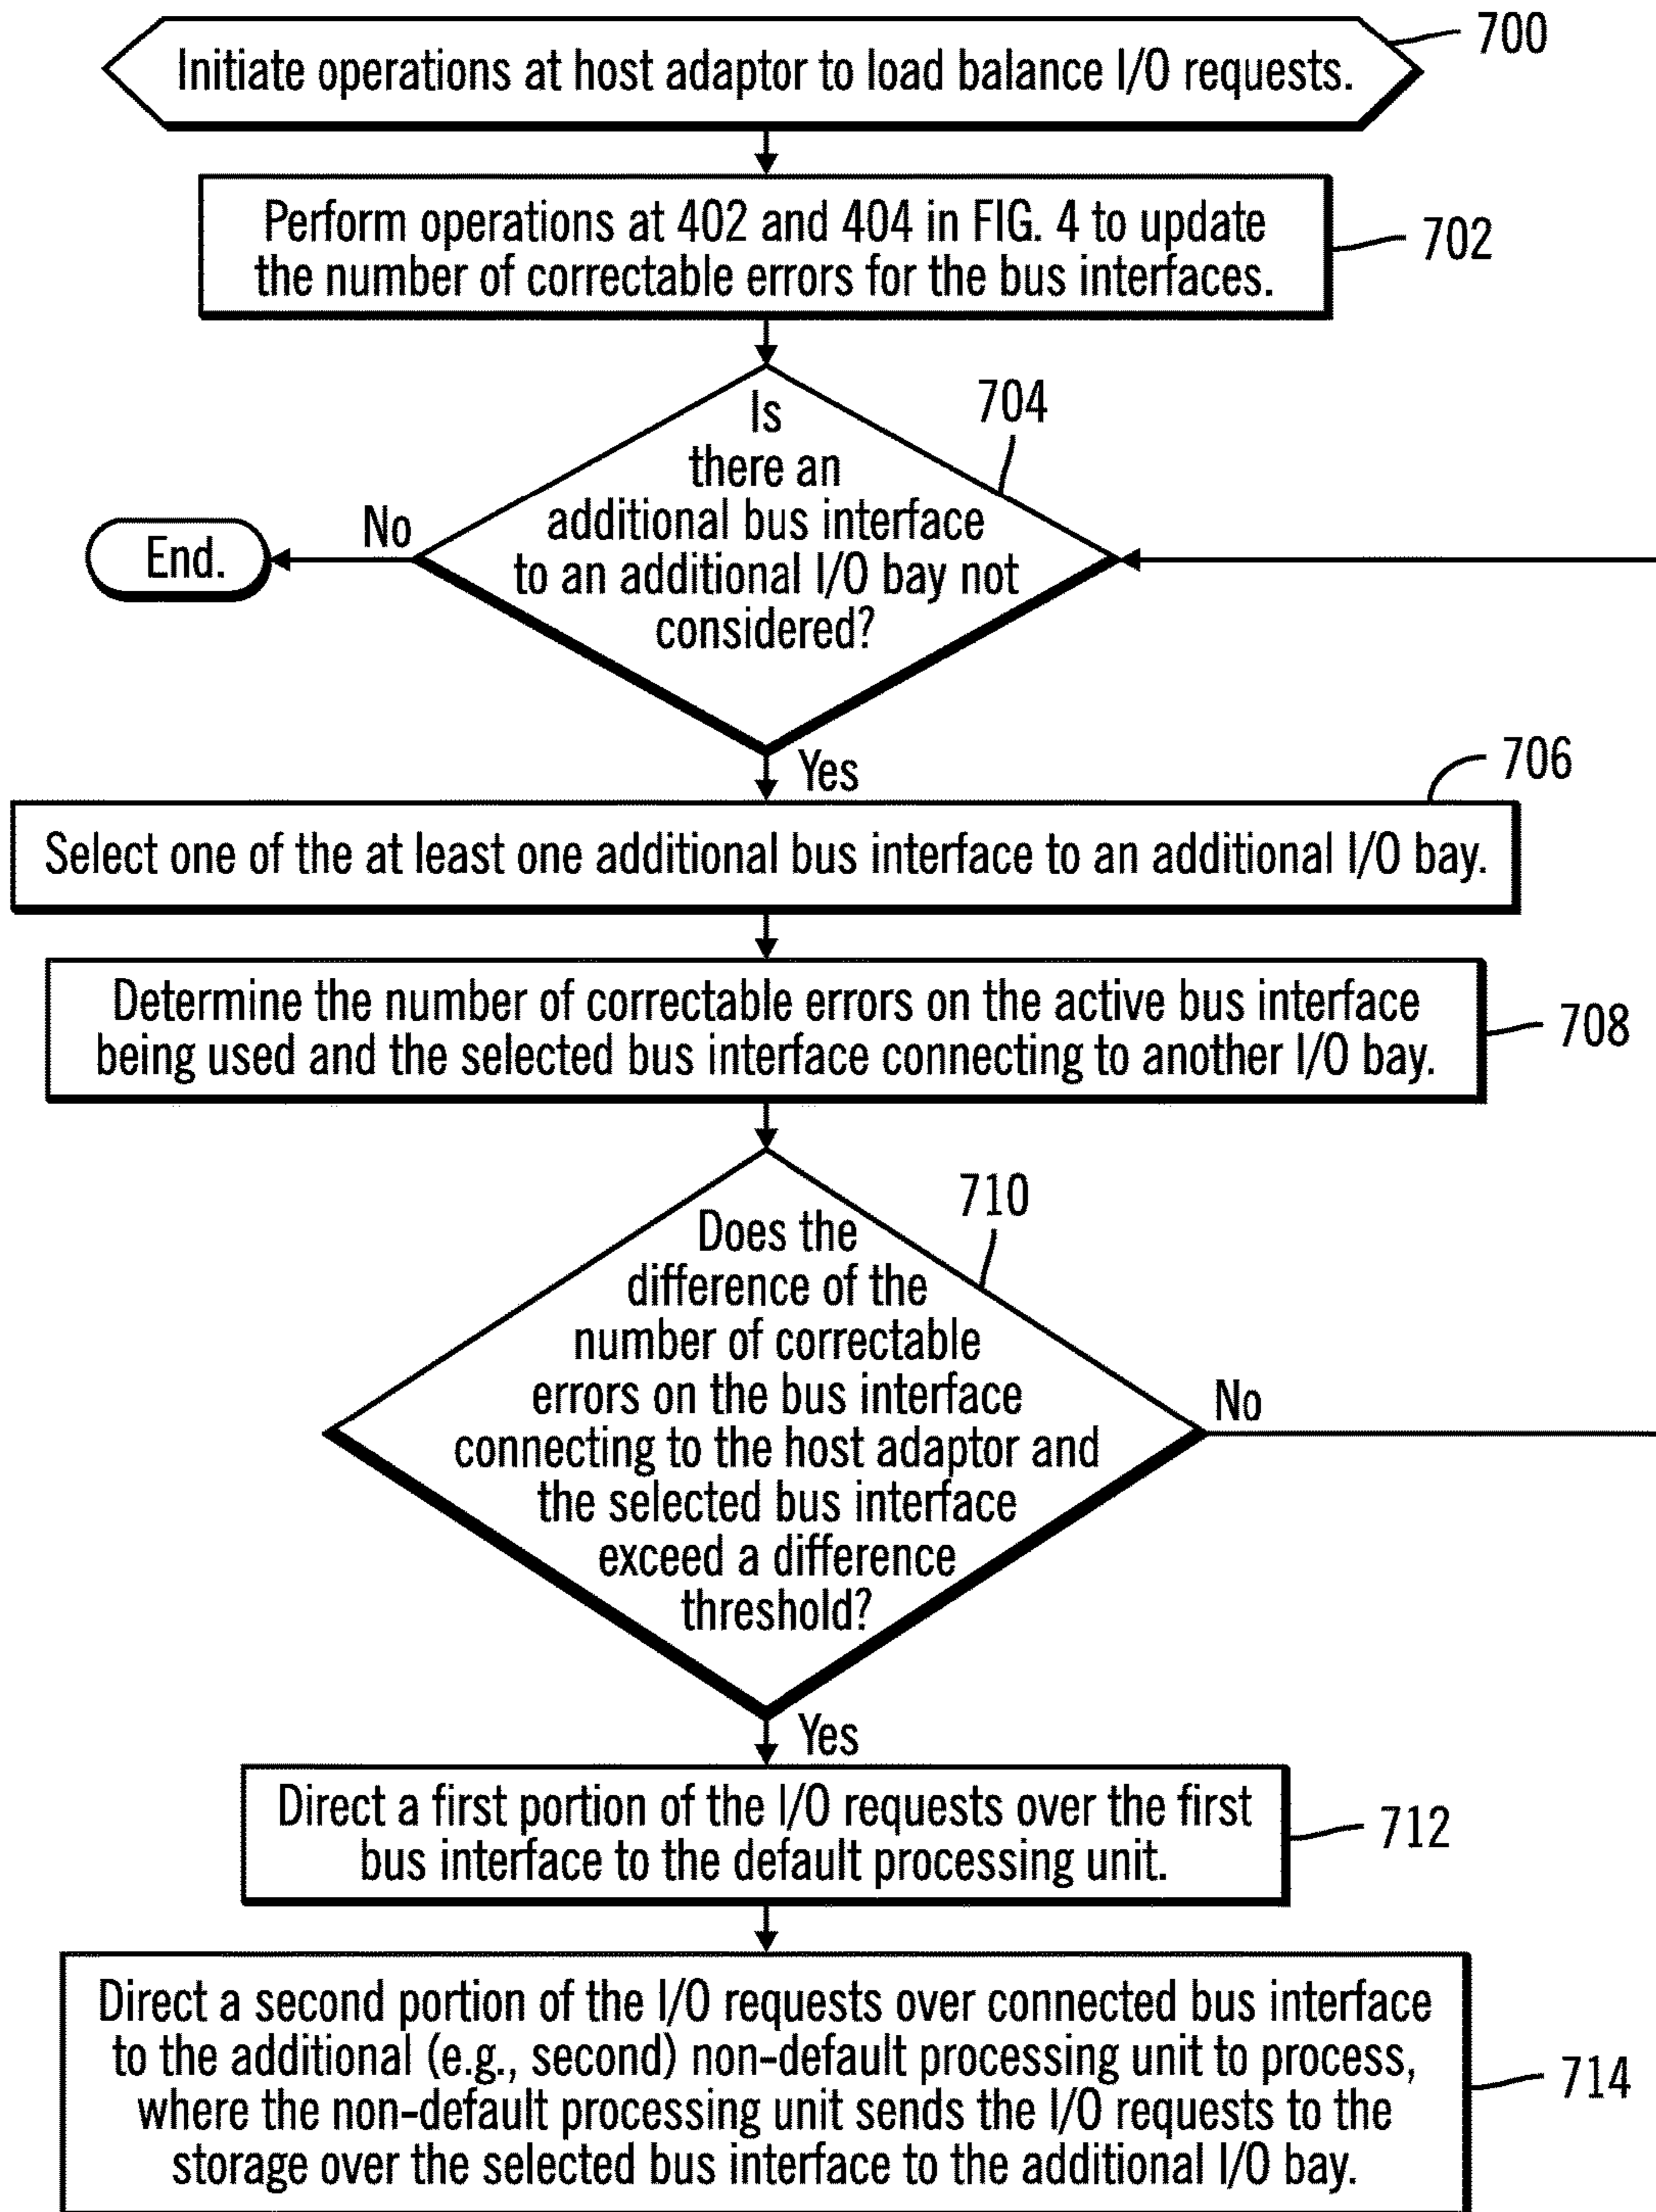 Initiate operations at host adaptor to load balance I/O requests.
700
Perform operations at 402 and 404 in FIG. 4 to update
the number of correctable errors for the bus interfaces.
702
Is
there an
additional bus interface
to an additional I/O bay not
considered?
704
No
End.
Yes
706
Select one of the at least one additional bus interface to an additional I/O bay.
Determine the number of correctable errors on the active bus interface
being used and the selected bus interface connecting to another I/O bay.
708
Does the
difference of the
number of correctable
errors on the bus interface
connecting to the host adaptor and
the selected bus interface
exceed a difference
threshold?
710
No
Yes
Direct a first portion of the I/O requests over the first
bus interface to the default processing unit.
712
Direct a second portion of the I/O requests over connected bus interface
to the additional (e.g., second) non-default processing unit to process,
where the non-default processing unit sends the I/O requests to the
storage over the selected bus interface to the additional I/O bay.
714